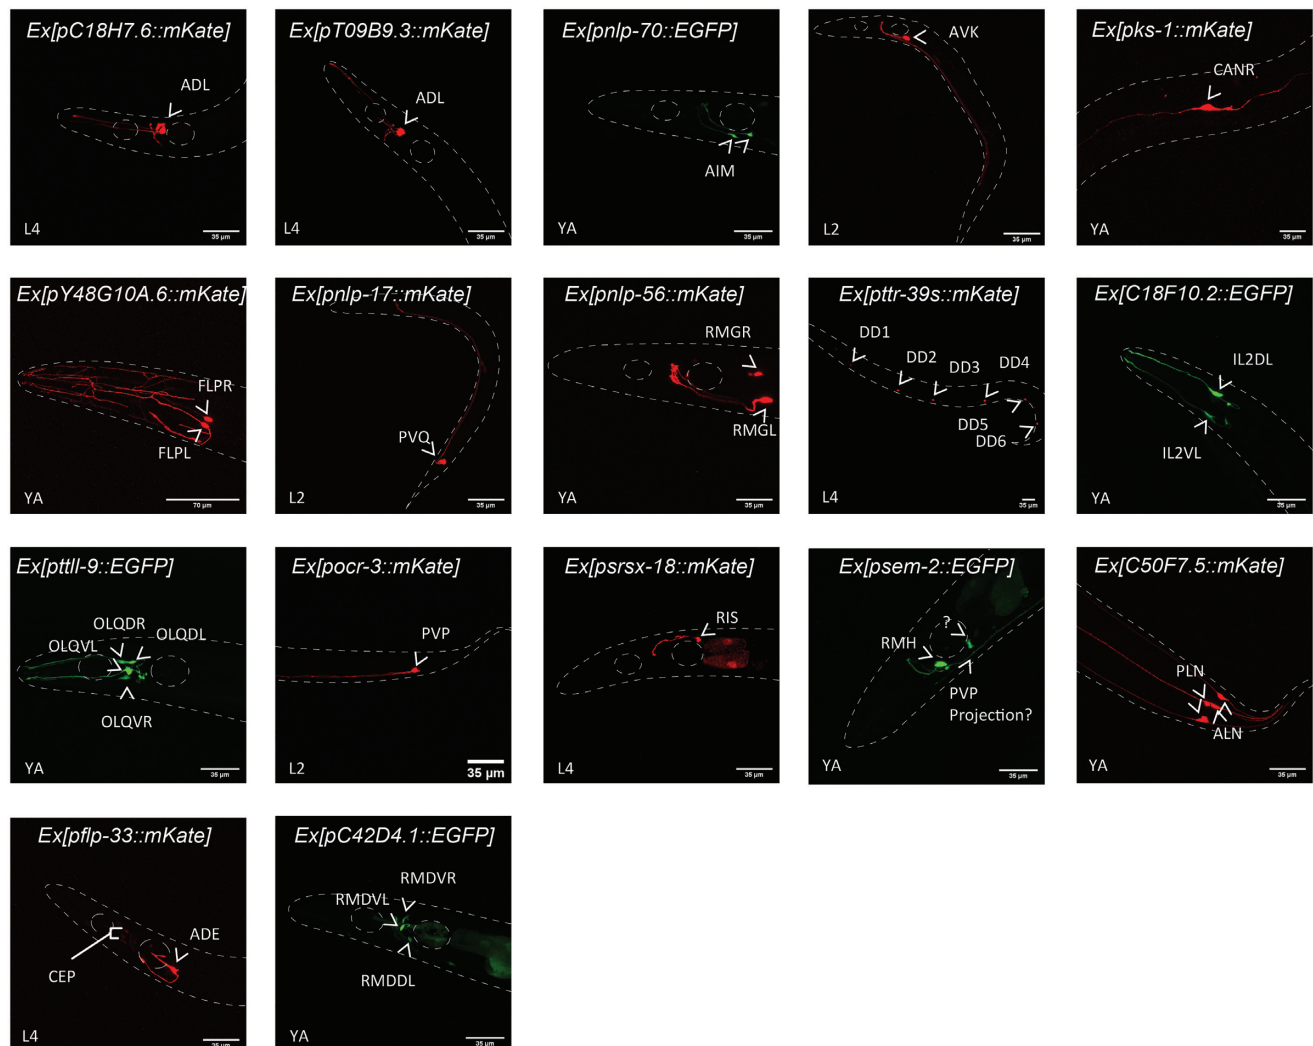 Ex[pC18H7.6::mKate]
ADL
L4
35 µm
Ex[pT09B9.3::mKate]
ADL
L4
35 µm
Ex[pnlp-70::EGFP]
AIM
YA
35 µm
AVK
L2
35 µm
Ex[pks-1::mKate]
CANR
YA
35 µm
Ex[pY48G10A.6::mKate]
FLPR
FLPL
YA
70 µm
Ex[pnlp-17::mKate]
PVQ
L2
35 µm
Ex[pnlp-56::mKate]
RMGR
RMGL
YA
35 µm
Ex[pttr-39s::mKate]
DD1
DD2
DD3
DD4
DD5
DD6
L4
35 µm
Ex[C18F10.2::EGFP]
IL2DL
IL2VL
YA
35 µm
Ex[pttll-9::EGFP]
OLQDR
OLQDL
OLQVL
OLQVR
YA
35 µm
Ex[pocr-3::mKate]
PVP
L2
35 µm
Ex[psrsx-18::mKate]
RIS
L4
35 µm
Ex[psem-2::EGFP]
?
RMH
PVP
Projection?
YA
35 µm
Ex[C50F7.5::mKate]
PLN
ALN
YA
35 µm
Ex[pflp-33::mKate]
ADE
CEP
L4
35 µm
Ex[pC42D4.1::EGFP]
RMDVR
RMDVL
RMDDL
YA
35 µm